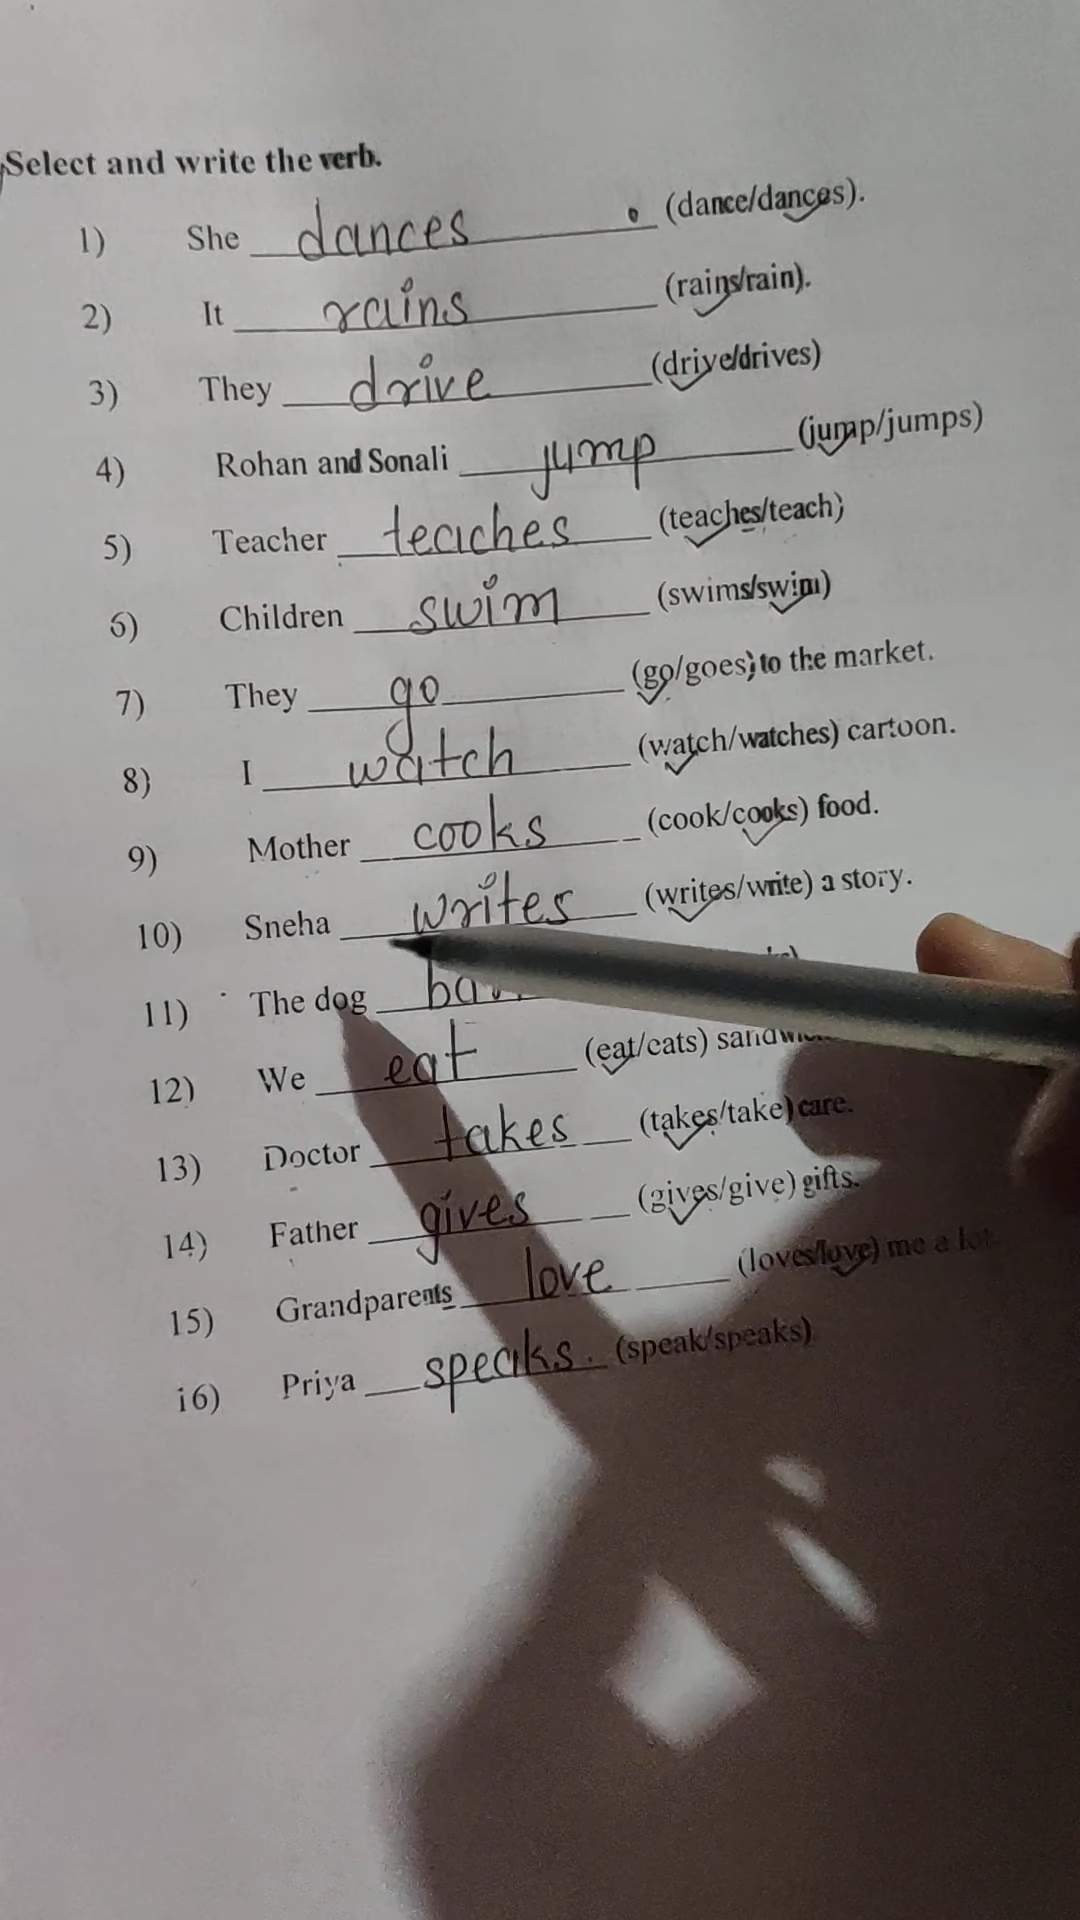 Select and write the verb.
1) She dances . (dance/dances).
2) It rains (rains/rain).
3) They drive (drive/drives)
4) Rohan and Sonali jump (jump/jumps)
5) Teacher teaches (teaches/teach)
6) Children swim (swims/swim)
7) They go (go/goes) to the market.
8) I watch (watch/watches) cartoon.
9) Mother cooks (cook/cooks) food.
10) Sneha writes (writes/write) a story.
11) The dog
12) We eat (eat/eats)
13) Doctor takes (takes/take) care.
14) Father gives (gives/give) gifts.
15) Grandparents love (loves/love) me a lot.
16) Priya speaks. (speak/speaks)